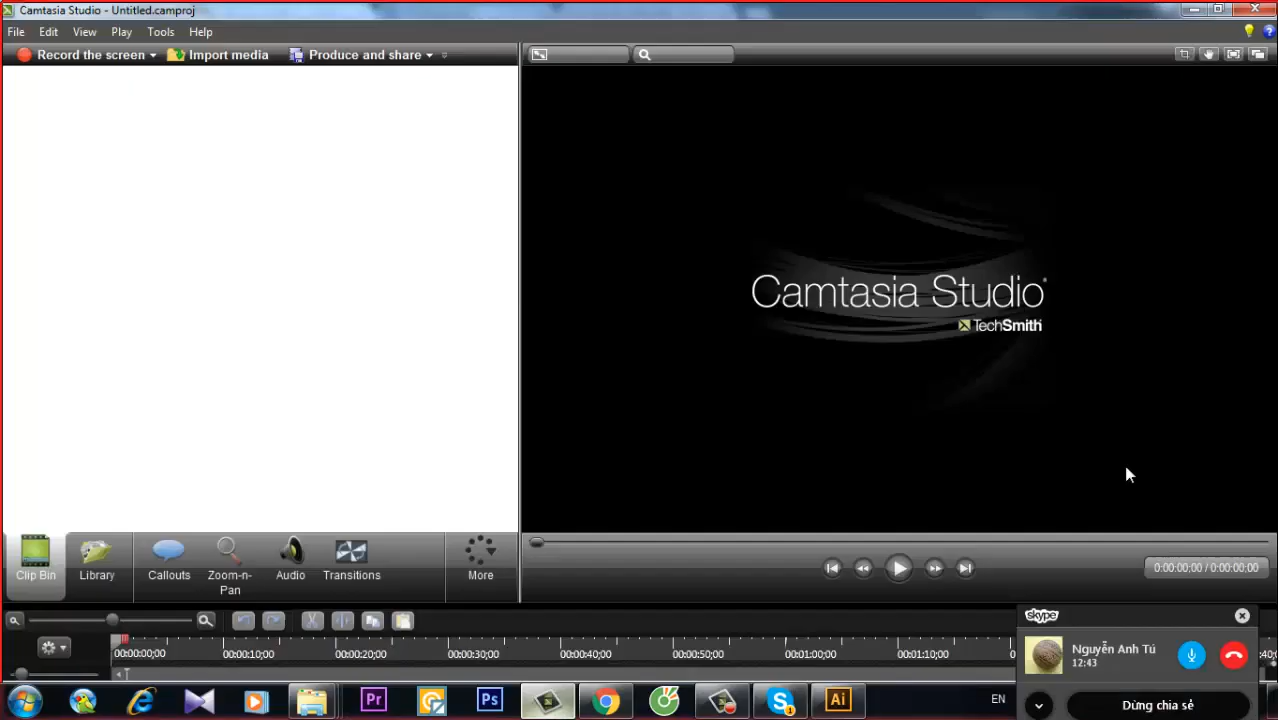 Camtasia Studio - Untitled.camproj
File Edit View Play Tools Help
Record the screen Import media Produce and share
Camtasia Studio
TechSmith
Clip Bin Library Callouts Zoom-n-Pan Audio Transitions More
0:00:00;00 / 0:00:00;00
00:00:00;00 00:00:10;00 00:00:20;00 00:00:30;00 00:00:40;00 00:00:50;00 00:01:00;00 00:01:10;00
skype
Nguyễn Anh Tú
12:43
Dừng chia sẻ
Pr Ps S 1 Ai EN